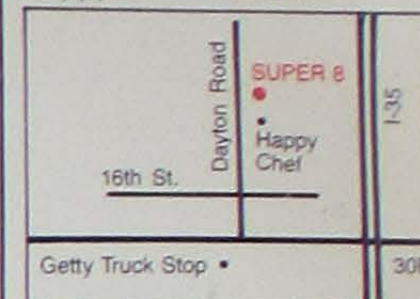 SUPER 8
Dayton Road
I-35
Happy
Chef
16th St.
Getty Truck Stop